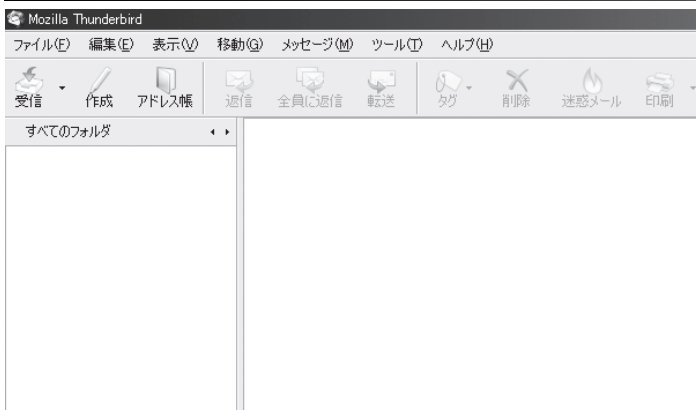 Mozilla Thunderbird
ファイル(F) 編集(E) 表示(V) 移動(G) メッセージ(M) ツール(T) ヘルプ(H)
受信 作成 アドレス帳 返信 全員に返信 転送 タグ 削除 迷惑メール 印刷
すべてのフォルダ